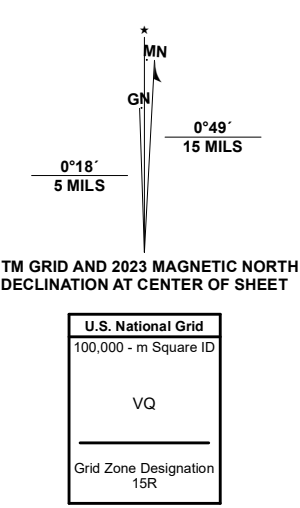 MN
GN
0°49´
15 MILS
0°18´
5 MILS
TM GRID AND 2023 MAGNETIC NORTH
DECLINATION AT CENTER OF SHEET
U.S. National Grid
100,000 - m Square ID
VQ
Grid Zone Designation
15R